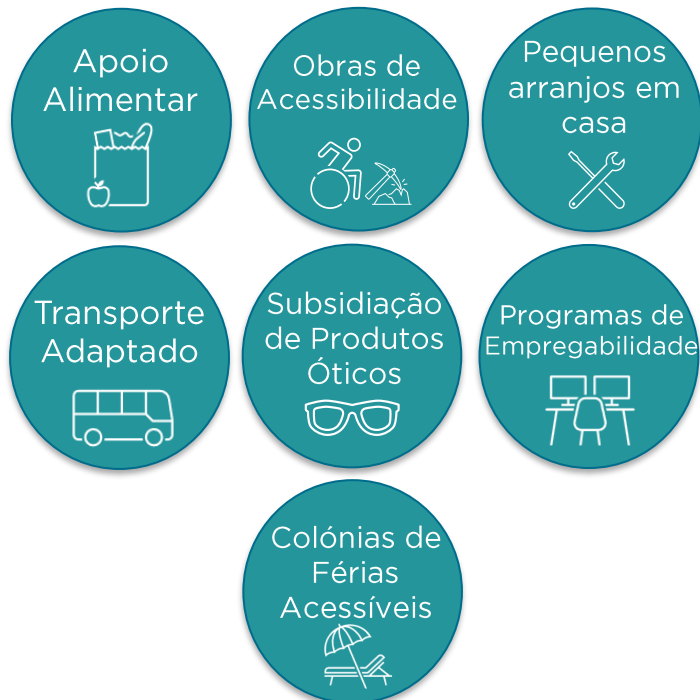 Apoio
Alimentar
Obras de
Acessibilidade
Pequenos
arranjos em
casa
Transporte
Adaptado
Subsidiação
de Produtos
Óticos
Programas de
Empregabilidade
Colónias de
Férias
Acessíveis